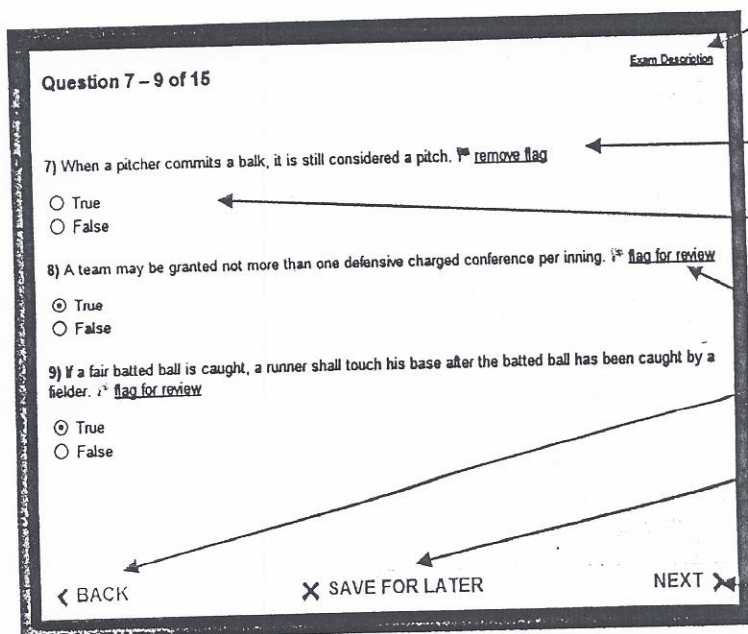 Exam Description
Question 7 – 9 of 15
7) When a pitcher commits a balk, it is still considered a pitch. remove flag
True
False
8) A team may be granted not more than one defensive charged conference per inning. flag for review
True
False
9) If a fair batted ball is caught, a runner shall touch his base after the batted ball has been caught by a
fielder. flag for review
True
False
BACK
SAVE FOR LATER
NEXT